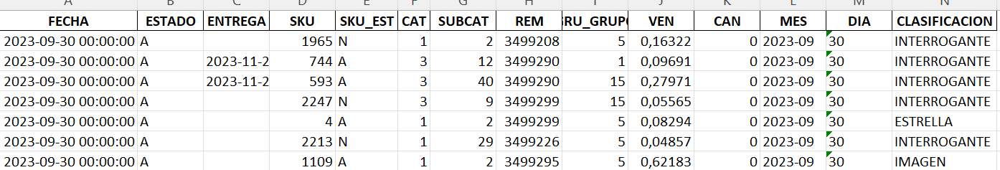 A B C D E F G H I J K L M N
FECHA ESTADO ENTREGA SKU SKU_EST CAT SUBCAT REM GRU_GRUPO VEN CAN MES DIA CLASIFICACION
2023-09-30 00:00:00 A 1965 N 1 2 3499208 5 0,16322 0 2023-09 30 INTERROGANTE
2023-09-30 00:00:00 A 2023-11-2 744 A 3 12 3499290 1 0,09691 0 2023-09 30 INTERROGANTE
2023-09-30 00:00:00 A 2023-11-2 593 A 3 40 3499290 15 0,27971 0 2023-09 30 INTERROGANTE
2023-09-30 00:00:00 A 2247 N 3 9 3499299 15 0,05565 0 2023-09 30 INTERROGANTE
2023-09-30 00:00:00 A 4 A 1 2 3499299 5 0,08294 0 2023-09 30 ESTRELLA
2023-09-30 00:00:00 A 2213 N 1 29 3499226 5 0,04857 0 2023-09 30 INTERROGANTE
2023-09-30 00:00:00 A 1109 A 1 2 3499295 5 0,62183 0 2023-09 30 IMAGEN